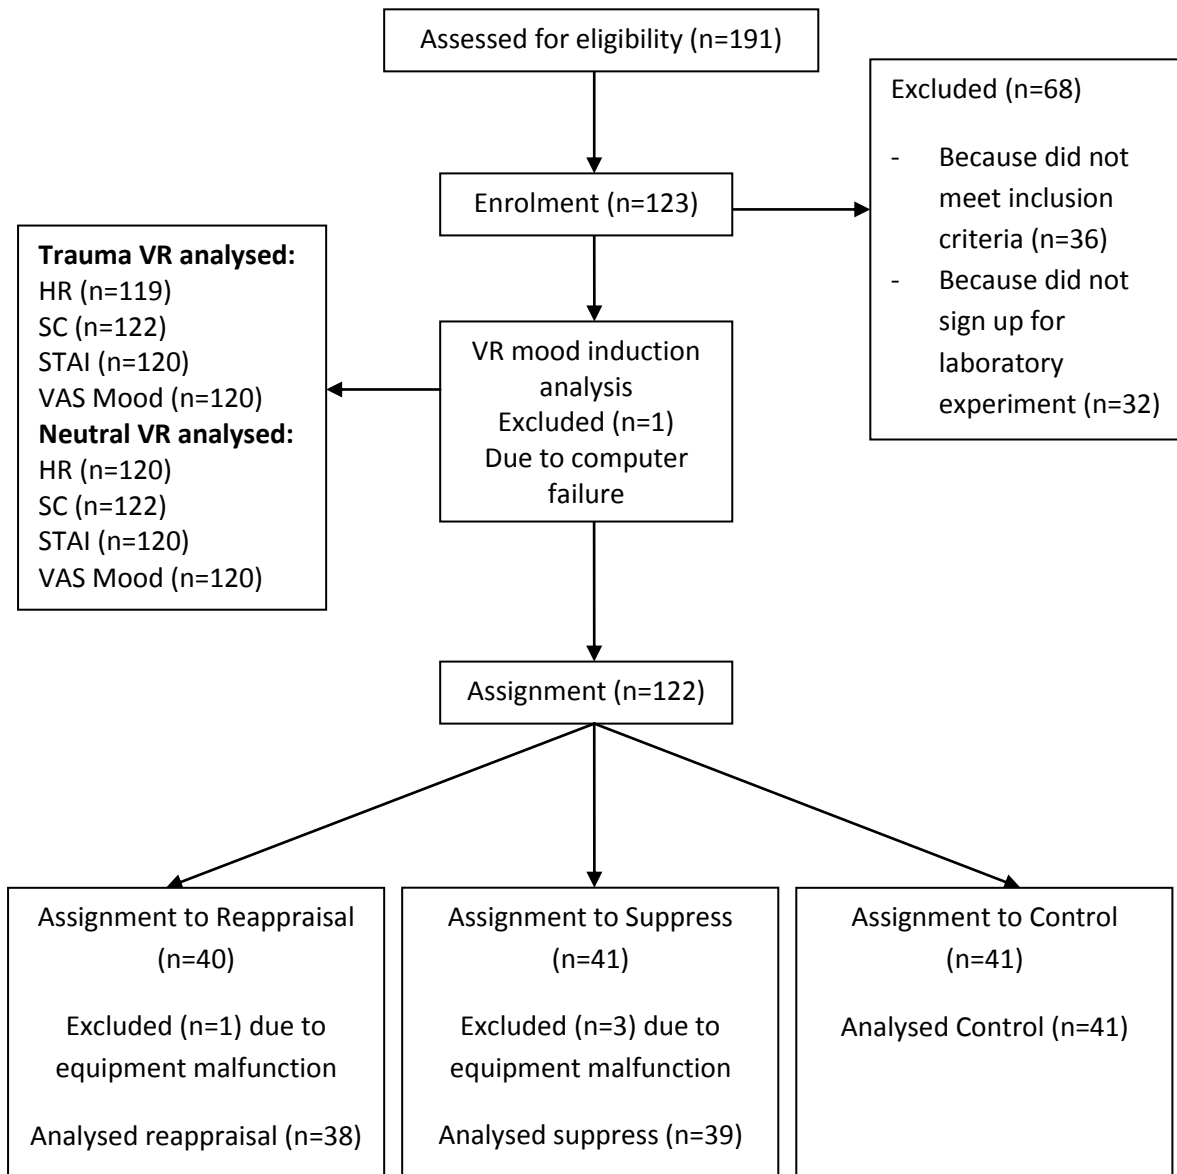 Assessed for eligibility (n=191)
Excluded (n=68)
- Because did not
meet inclusion
criteria (n=36)
- Because did not
sign up for
laboratory
experiment (n=32)
Enrolment (n=123)
Trauma VR analysed:
HR (n=119)
SC (n=122)
STAI (n=120)
VAS Mood (n=120)
Neutral VR analysed:
HR (n=120)
SC (n=122)
STAI (n=120)
VAS Mood (n=120)
VR mood induction
analysis
Excluded (n=1)
Due to computer
failure
Assignment (n=122)
Assignment to Reappraisal
(n=40)
Excluded (n=1) due to
equipment malfunction
Analysed reappraisal (n=38)
Assignment to Suppress
(n=41)
Excluded (n=3) due to
equipment malfunction
Analysed suppress (n=39)
Assignment to Control
(n=41)
Analysed Control (n=41)